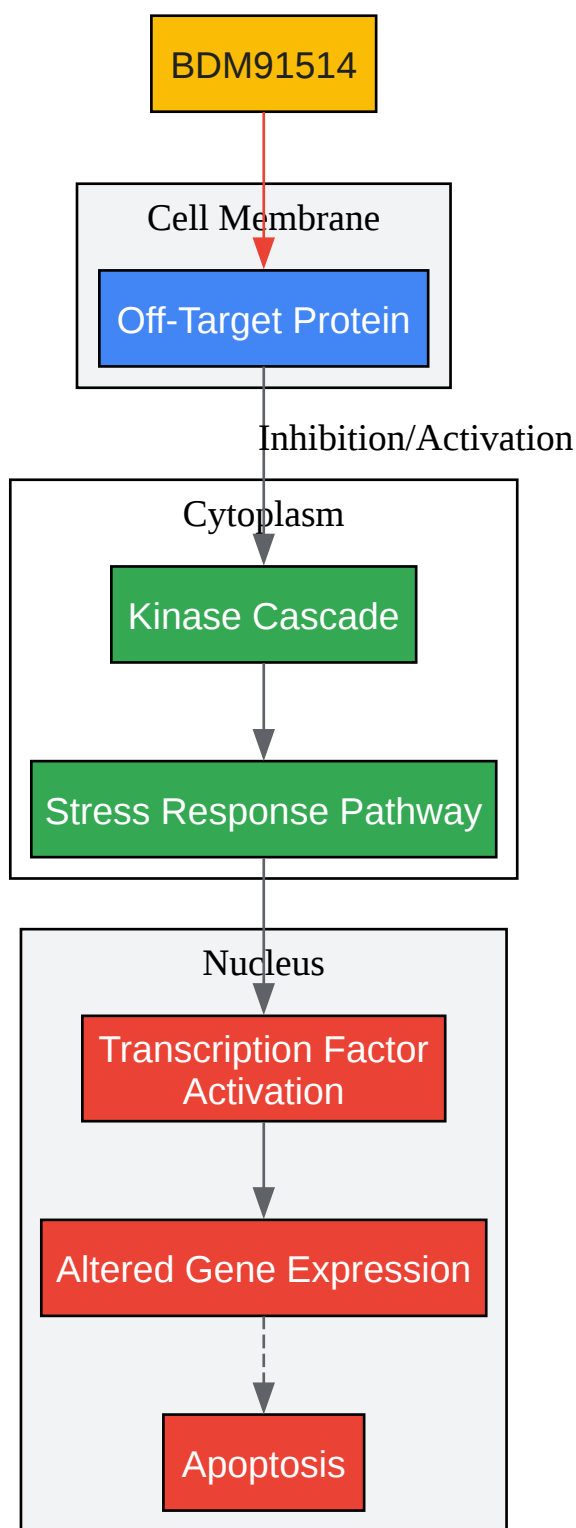 BDM91514
Cell Membrane
Off-Target Protein
Inhibition/Activation
Cytoplasm
Kinase Cascade
Stress Response Pathway
Nucleus
Transcription Factor
Activation
Altered Gene Expression
Apoptosis